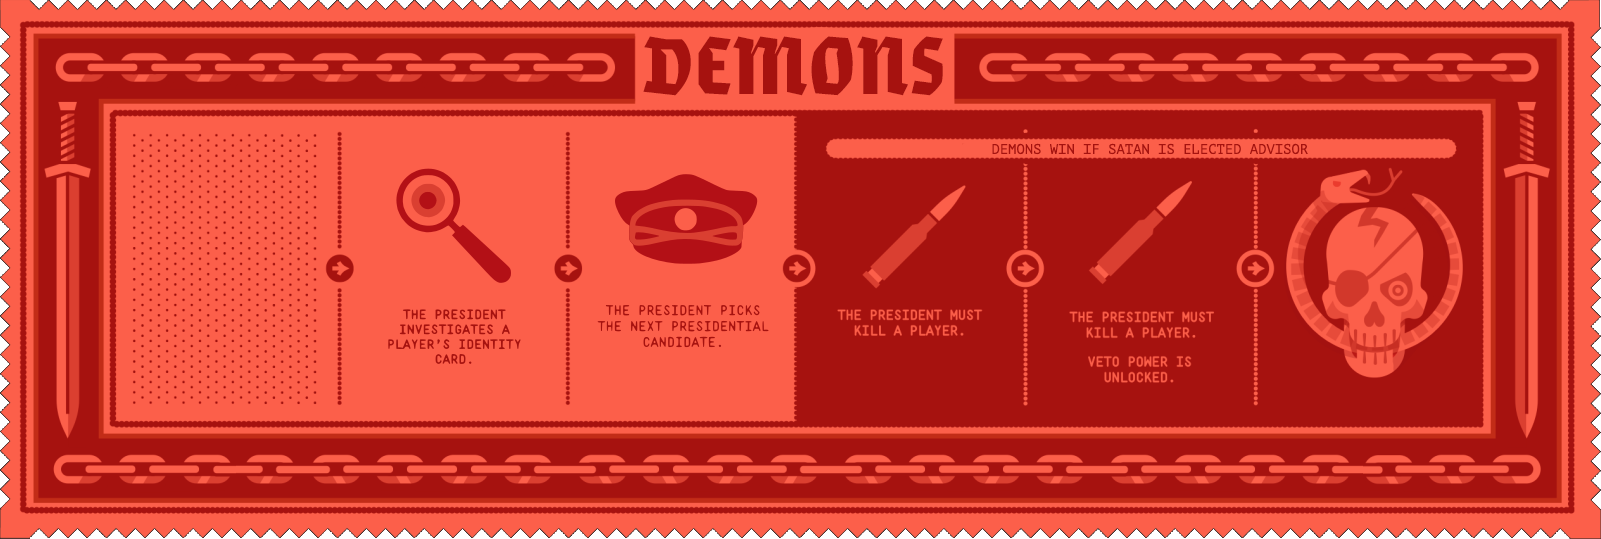 DEMONS
DEMONS WIN IF SATAN IS ELECTED ADVISOR
THE PRESIDENT
INVESTIGATES A
PLAYER'S IDENTITY
CARD.
THE PRESIDENT PICKS
THE NEXT PRESIDENTIAL
CANDIDATE.
THE PRESIDENT MUST
KILL A PLAYER.
THE PRESIDENT MUST
KILL A PLAYER.
VETO POWER IS
UNLOCKED.